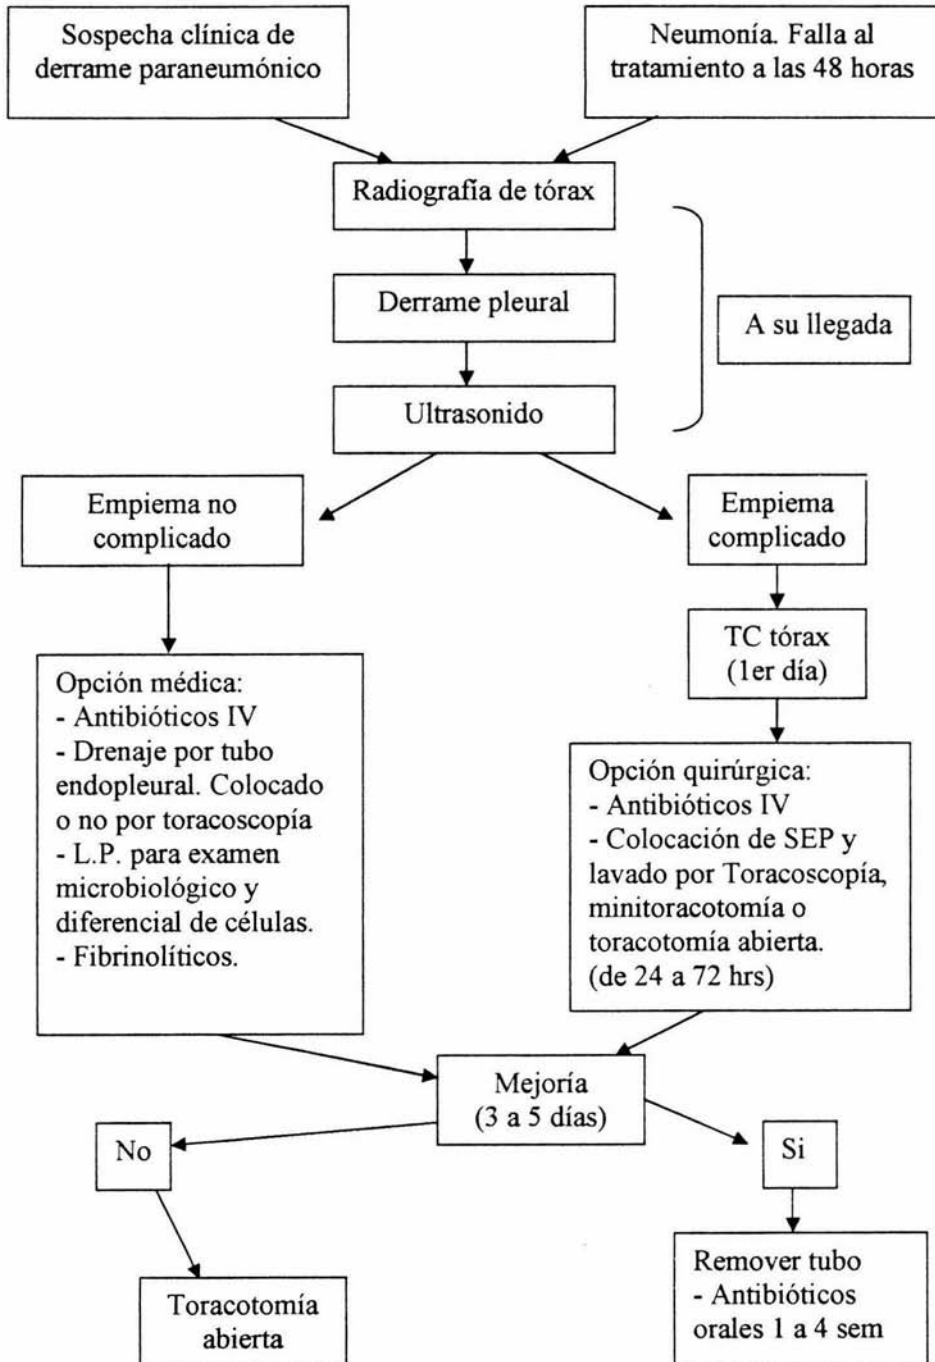 Sospecha clínica de
derrame paraneumónico
Neumonía. Falla al
tratamiento a las 48 horas
Radiografía de tórax
Derrame pleural
A su llegada
Ultrasonido
Empiema no
complicado
Empiema
complicado
TC tórax
(1er día)
Opción médica:
- Antibióticos IV
- Drenaje por tubo
endopleural. Colocado
o no por toracoscopía
- L.P. para examen
microbiológico y
diferencial de células.
- Fibrinolíticos.
Opción quirúrgica:
- Antibióticos IV
- Colocación de SEP y
lavado por Toracoscopía,
minitoracotomía o
toracotomía abierta.
(de 24 a 72 hrs)
Mejoría
(3 a 5 días)
No
Si
Toracotomía
abierta
Remover tubo
- Antibióticos
orales 1 a 4 sem